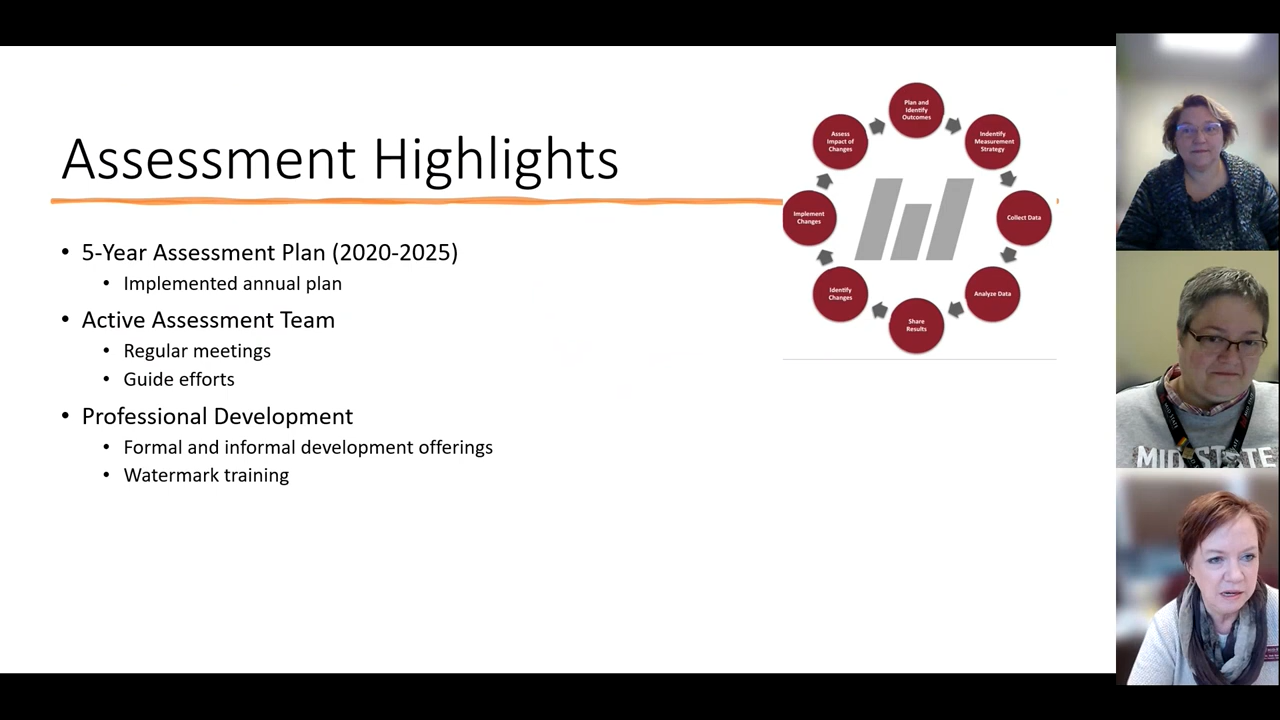 Assessment Highlights
• 5-Year Assessment Plan (2020-2025)
• Implemented annual plan
• Active Assessment Team
• Regular meetings
• Guide efforts
• Professional Development
• Formal and informal development offerings
• Watermark training
Plan and
Identify
Outcomes
Indentify
Measurement
Strategy
Collect Data
Analyze Data
Share
Results
Identify
Changes
Implement
Changes
Assess
Impact of
Changes
MID STATE